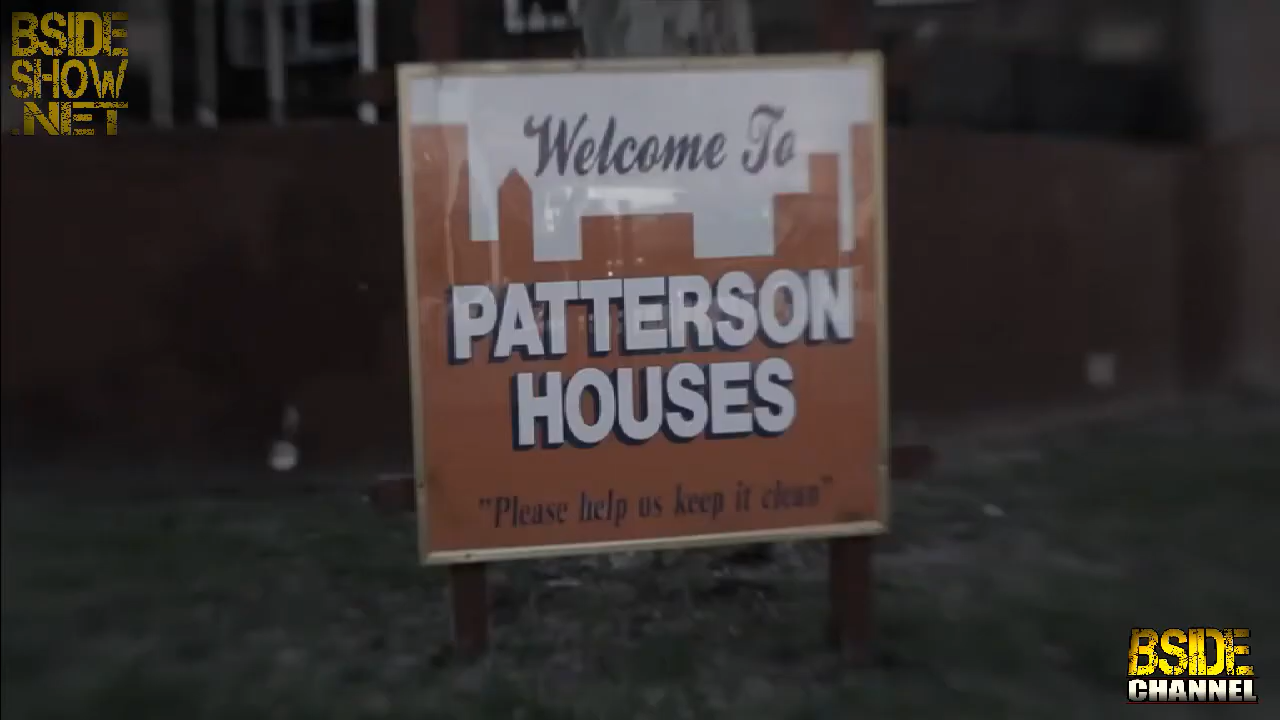 BSIDE
SHOW
.NET
Welcome To
PATTERSON
HOUSES
"Please help us keep it clean"
BSIDE
CHANNEL